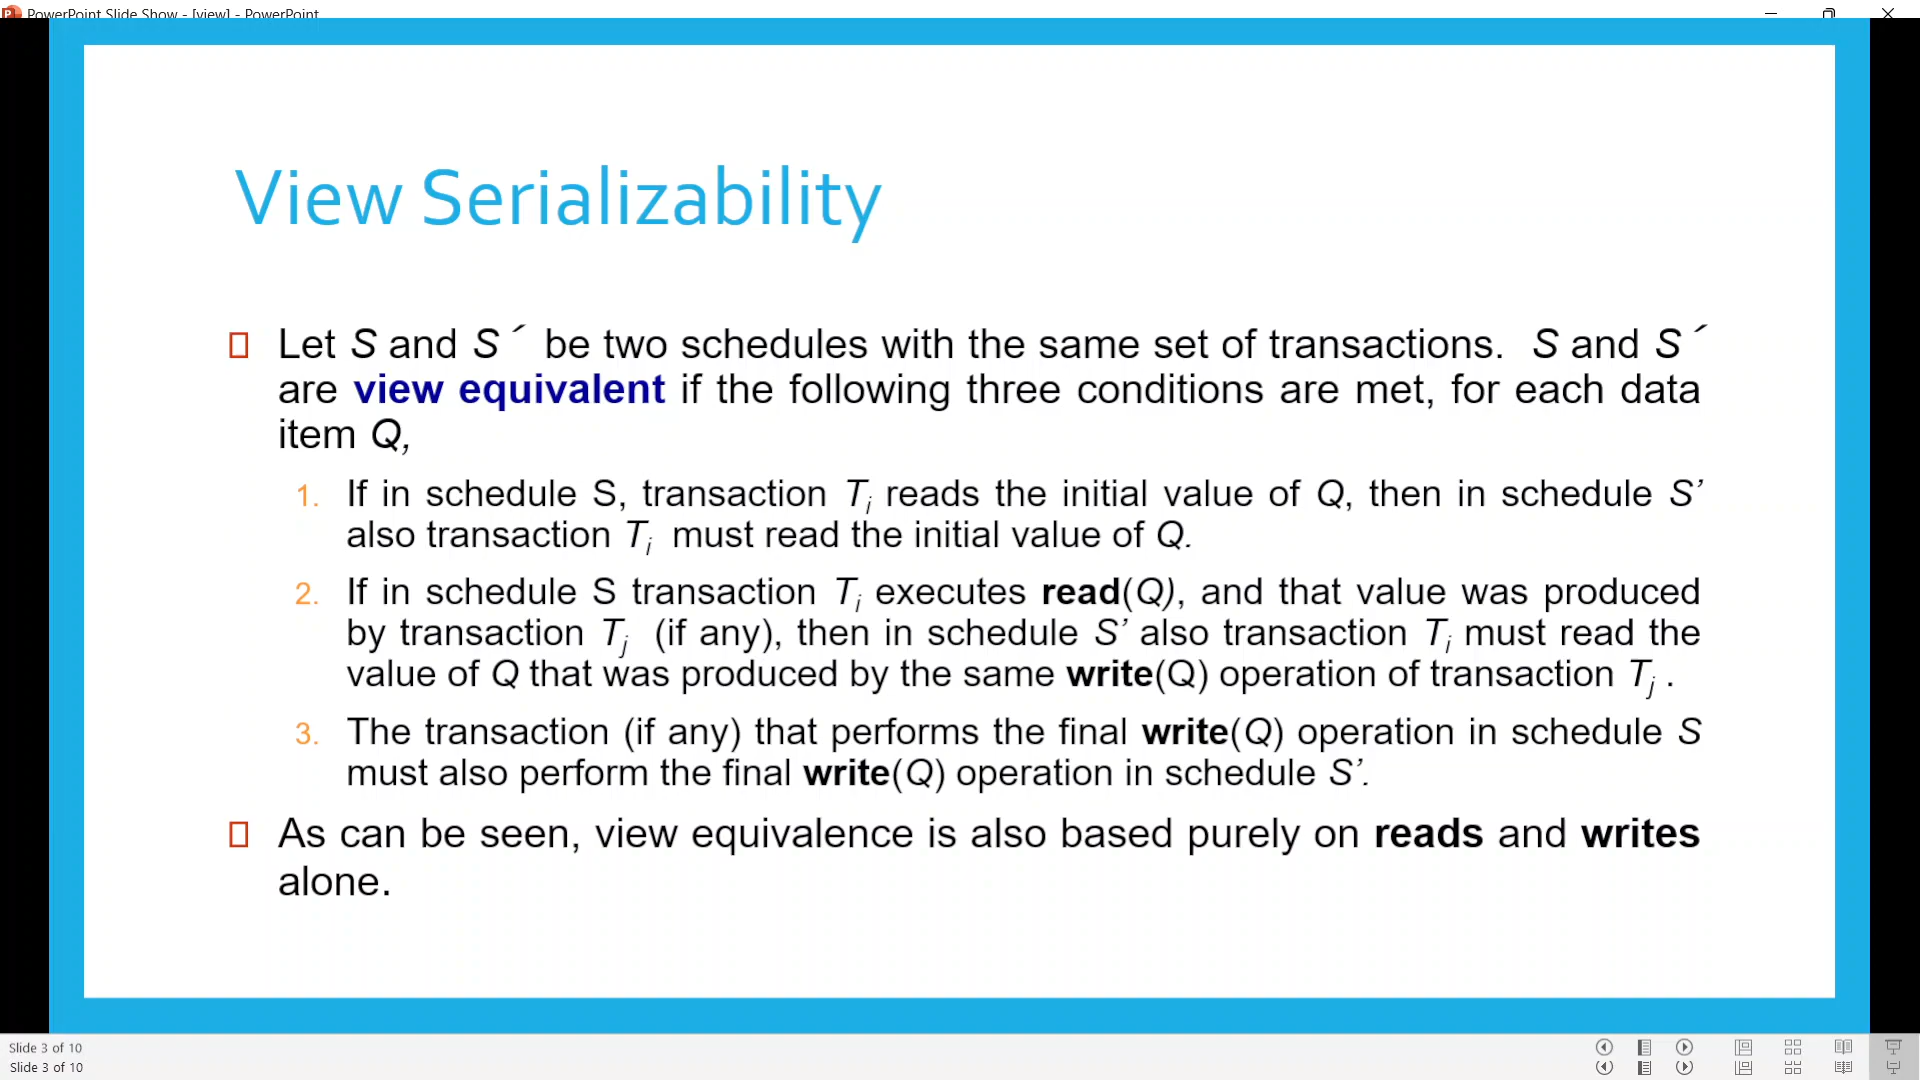 PowerPoint Slide Show - [view] - PowerPoint
View Serializability
Let S and S´ be two schedules with the same set of transactions. S and S´
are view equivalent if the following three conditions are met, for each data
item Q,
1. If in schedule S, transaction Ti reads the initial value of Q, then in schedule S’
also transaction Ti must read the initial value of Q.
2. If in schedule S transaction Ti executes read(Q), and that value was produced
by transaction Tj (if any), then in schedule S’ also transaction Ti must read the
value of Q that was produced by the same write(Q) operation of transaction Tj .
3. The transaction (if any) that performs the final write(Q) operation in schedule S
must also perform the final write(Q) operation in schedule S’.
As can be seen, view equivalence is also based purely on reads and writes
alone.
Slide 3 of 10
Slide 3 of 10